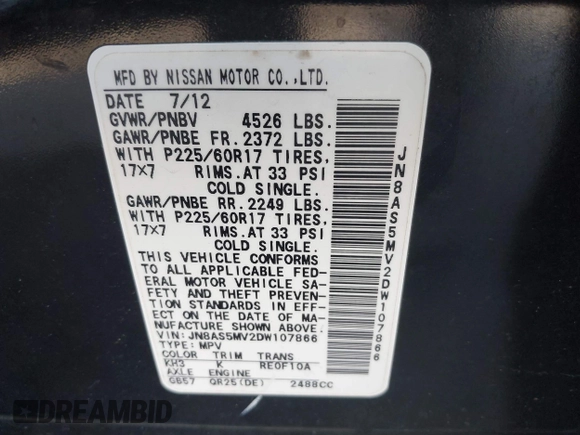 MFD BY NISSAN MOTOR CO.,LTD.
DATE 7/12
GVWR/PNBV 4526 LBS.
GAWR/PNBE FR. 2372 LBS.
WITH P225/60R17 TIRES,
17×7 RIMS. AT 33 PSI
COLD SINGLE.
GAWR/PNBE RR. 2249 LBS.
WITH P225/60R17 TIRES,
17×7 RIMS. AT 33 PSI
COLD SINGLE.
THIS VEHICLE CONFORMS
TO ALL APPLICABLE FED-
ERAL MOTOR VEHICLE SA-
FETY AND THEFT PREVEN-
TION STANDARDS IN EFF-
ECT ON THE DATE OF MA-
NUFACTURE SHOWN ABOVE.
VIN: JN8AS5MV2DW107866
TYPE: MPV
COLOR TRIM TRANS
KH3 K RE0F10A
AXLE ENGINE
GB57 QR25(DE) 2488CC
JN8AS5MV2DW107866
DREAMBID